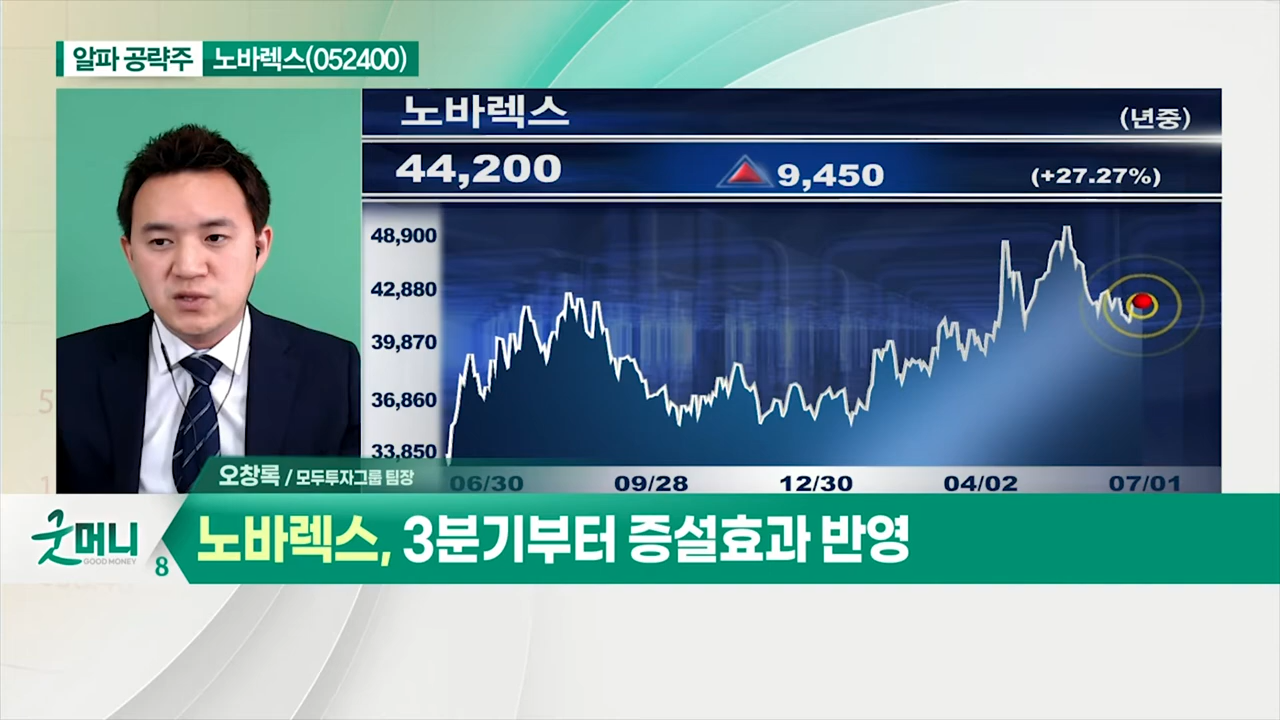 알파 공략주 노바렉스(052400)
노바렉스 (년중)
44,200 9,450 (+27.27%)
48,900
42,880
39,870
36,860
33,850
06/30 09/28 12/30 04/02 07/01
오창록 / 모두투자그룹 팀장
굿머니 GOOD MONEY 8
노바렉스, 3분기부터 증설효과 반영
5
1